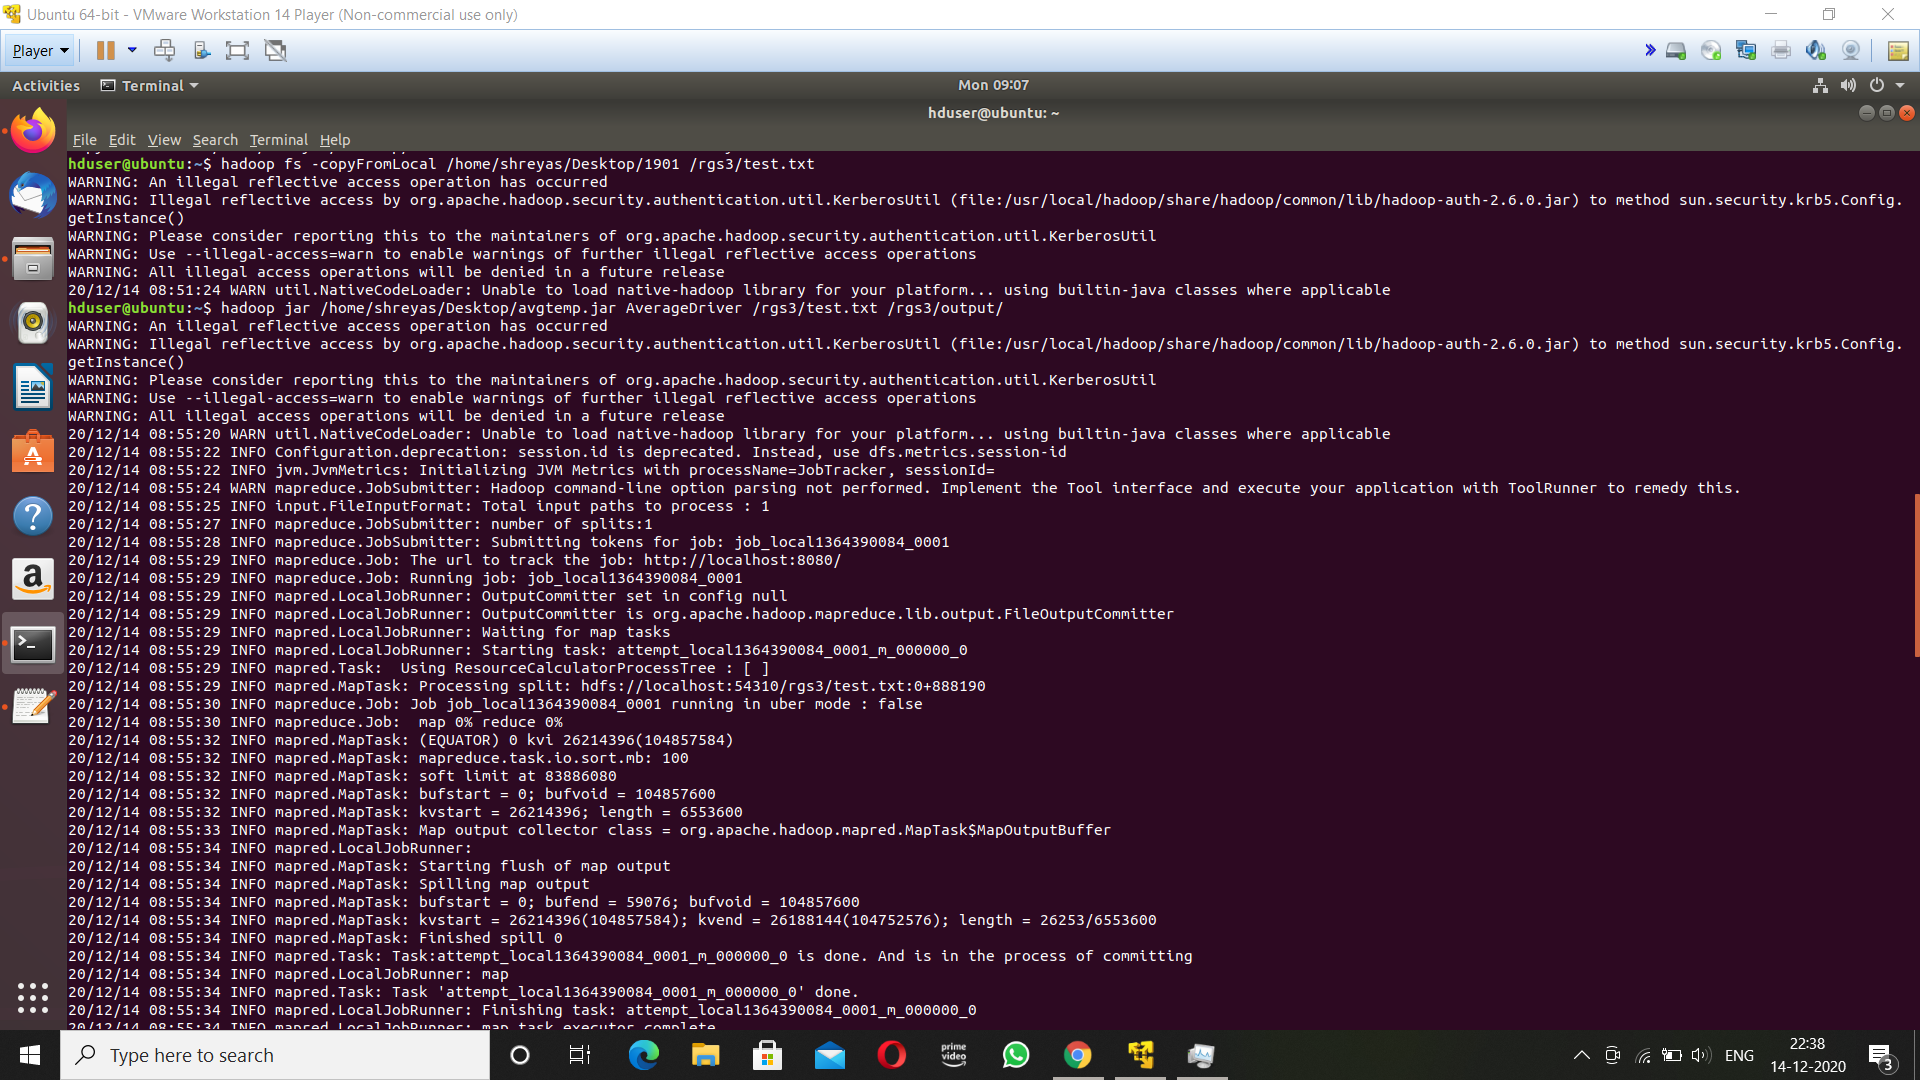 Ubuntu 64-bit - VMware Workstation 14 Player (Non-commercial use only)
Player
Activities Terminal Mon 09:07
hduser@ubuntu: ~
File Edit View Search Terminal Help
hduser@ubuntu:~$ hadoop fs -copyFromLocal /home/shreyas/Desktop/1901 /rgs3/test.txt
WARNING: An illegal reflective access operation has occurred
WARNING: Illegal reflective access by org.apache.hadoop.security.authentication.util.KerberosUtil (file:/usr/local/hadoop/share/hadoop/common/lib/hadoop-auth-2.6.0.jar) to method sun.security.krb5.Config.
getInstance()
WARNING: Please consider reporting this to the maintainers of org.apache.hadoop.security.authentication.util.KerberosUtil
WARNING: Use --illegal-access=warn to enable warnings of further illegal reflective access operations
WARNING: All illegal access operations will be denied in a future release
20/12/14 08:51:24 WARN util.NativeCodeLoader: Unable to load native-hadoop library for your platform... using builtin-java classes where applicable
hduser@ubuntu:~$ hadoop jar /home/shreyas/Desktop/avgtemp.jar AverageDriver /rgs3/test.txt /rgs3/output/
WARNING: An illegal reflective access operation has occurred
WARNING: Illegal reflective access by org.apache.hadoop.security.authentication.util.KerberosUtil (file:/usr/local/hadoop/share/hadoop/common/lib/hadoop-auth-2.6.0.jar) to method sun.security.krb5.Config.
getInstance()
WARNING: Please consider reporting this to the maintainers of org.apache.hadoop.security.authentication.util.KerberosUtil
WARNING: Use --illegal-access=warn to enable warnings of further illegal reflective access operations
WARNING: All illegal access operations will be denied in a future release
20/12/14 08:55:20 WARN util.NativeCodeLoader: Unable to load native-hadoop library for your platform... using builtin-java classes where applicable
20/12/14 08:55:22 INFO Configuration.deprecation: session.id is deprecated. Instead, use dfs.metrics.session-id
20/12/14 08:55:22 INFO jvm.JvmMetrics: Initializing JVM Metrics with processName=JobTracker, sessionId=
20/12/14 08:55:24 WARN mapreduce.JobSubmitter: Hadoop command-line option parsing not performed. Implement the Tool interface and execute your application with ToolRunner to remedy this.
20/12/14 08:55:25 INFO input.FileInputFormat: Total input paths to process : 1
20/12/14 08:55:27 INFO mapreduce.JobSubmitter: number of splits:1
20/12/14 08:55:28 INFO mapreduce.JobSubmitter: Submitting tokens for job: job_local1364390084_0001
20/12/14 08:55:29 INFO mapreduce.Job: The url to track the job: http://localhost:8080/
20/12/14 08:55:29 INFO mapreduce.Job: Running job: job_local1364390084_0001
20/12/14 08:55:29 INFO mapred.LocalJobRunner: OutputCommitter set in config null
20/12/14 08:55:29 INFO mapred.LocalJobRunner: OutputCommitter is org.apache.hadoop.mapreduce.lib.output.FileOutputCommitter
20/12/14 08:55:29 INFO mapred.LocalJobRunner: Waiting for map tasks
20/12/14 08:55:29 INFO mapred.LocalJobRunner: Starting task: attempt_local1364390084_0001_m_000000_0
20/12/14 08:55:29 INFO mapred.Task:  Using ResourceCalculatorProcessTree : [ ]
20/12/14 08:55:29 INFO mapred.MapTask: Processing split: hdfs://localhost:54310/rgs3/test.txt:0+888190
20/12/14 08:55:30 INFO mapreduce.Job: Job job_local1364390084_0001 running in uber mode : false
20/12/14 08:55:30 INFO mapreduce.Job:  map 0% reduce 0%
20/12/14 08:55:32 INFO mapred.MapTask: (EQUATOR) 0 kvi 26214396(104857584)
20/12/14 08:55:32 INFO mapred.MapTask: mapreduce.task.io.sort.mb: 100
20/12/14 08:55:32 INFO mapred.MapTask: soft limit at 83886080
20/12/14 08:55:32 INFO mapred.MapTask: bufstart = 0; bufvoid = 104857600
20/12/14 08:55:32 INFO mapred.MapTask: kvstart = 26214396; length = 6553600
20/12/14 08:55:33 INFO mapred.MapTask: Map output collector class = org.apache.hadoop.mapred.MapTask$MapOutputBuffer
20/12/14 08:55:34 INFO mapred.LocalJobRunner:
20/12/14 08:55:34 INFO mapred.MapTask: Starting flush of map output
20/12/14 08:55:34 INFO mapred.MapTask: Spilling map output
20/12/14 08:55:34 INFO mapred.MapTask: bufstart = 0; bufend = 59076; bufvoid = 104857600
20/12/14 08:55:34 INFO mapred.MapTask: kvstart = 26214396(104857584); kvend = 26188144(104752576); length = 26253/6553600
20/12/14 08:55:34 INFO mapred.MapTask: Finished spill 0
20/12/14 08:55:34 INFO mapred.Task: Task:attempt_local1364390084_0001_m_000000_0 is done. And is in the process of committing
20/12/14 08:55:34 INFO mapred.LocalJobRunner: map
20/12/14 08:55:34 INFO mapred.Task: Task 'attempt_local1364390084_0001_m_000000_0' done.
20/12/14 08:55:34 INFO mapred.LocalJobRunner: Finishing task: attempt_local1364390084_0001_m_000000_0
20/12/14 08:55:34 INFO mapred.LocalJobRunner: map task executor complete.
Type here to search
prime video
ENG
22:38
14-12-2020
3